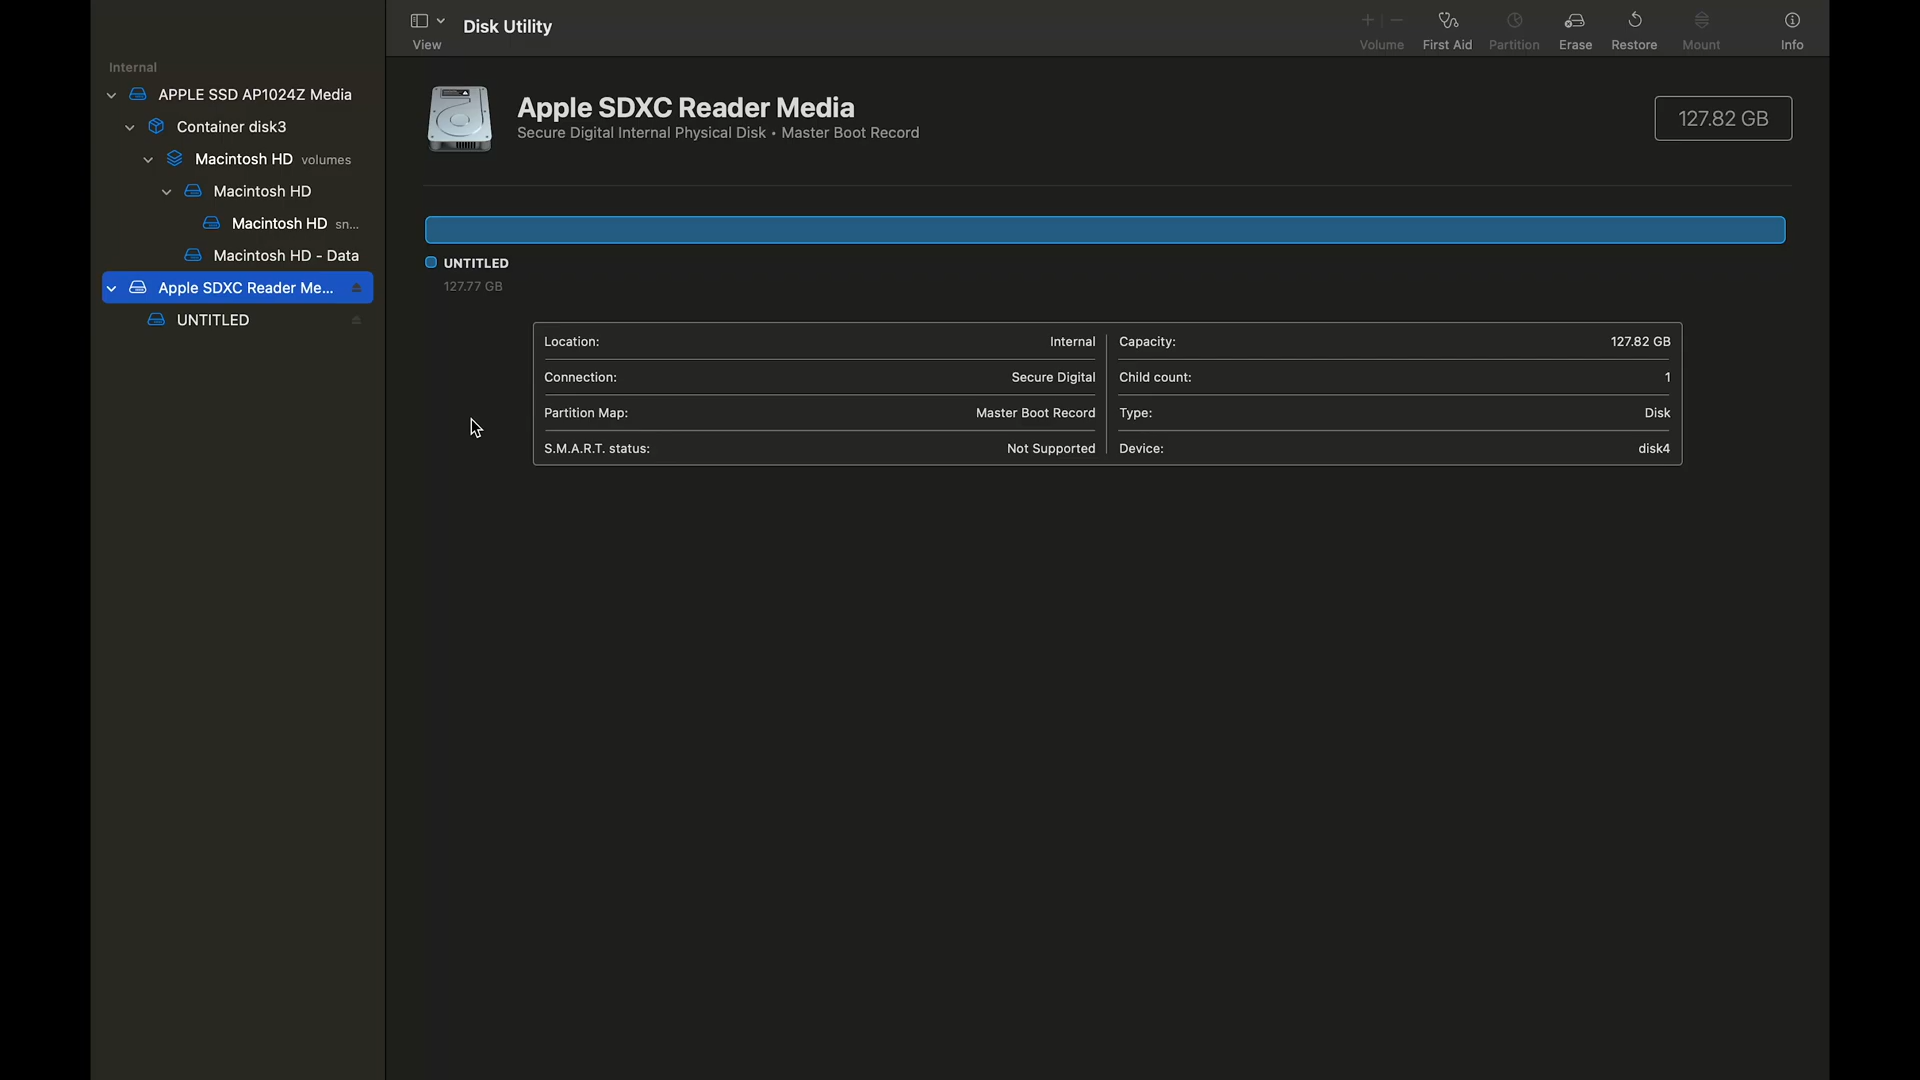 Disk Utility
View
Volume
First Aid
Partition
Erase
Restore
Mount
Info
Internal
APPLE SSD AP1024Z Media
Container disk3
Macintosh HD volumes
Macintosh HD
Macintosh HD sn...
Macintosh HD - Data
Apple SDXC Reader Me...
UNTITLED
Apple SDXC Reader Media
Secure Digital Internal Physical Disk • Master Boot Record
127.82 GB
UNTITLED
127.77 GB
Location: Internal
Connection: Secure Digital
Partition Map: Master Boot Record
S.M.A.R.T. status: Not Supported
Capacity: 127.82 GB
Child count: 1
Type: Disk
Device: disk4